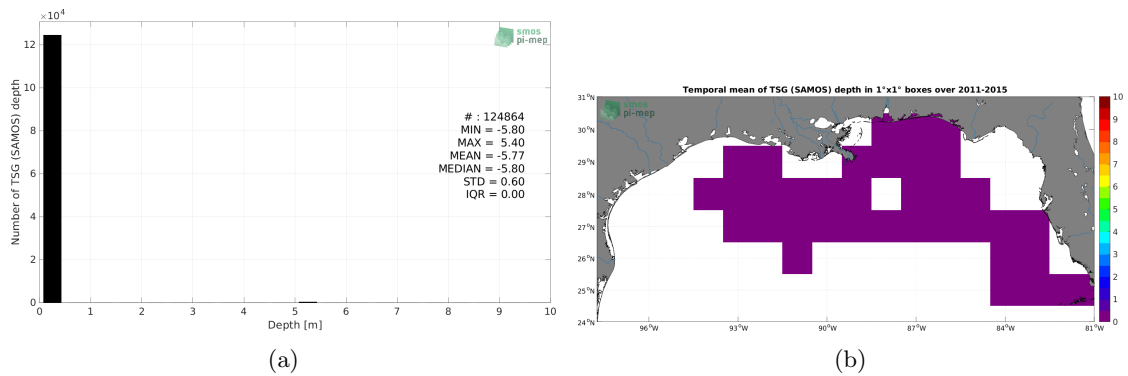 ×10⁴
smos
pi-mep
12
10
8
6
4
2
0
Number of TSG (SAMOS) depth
# : 124864
MIN = -5.80
MAX = 5.40
MEAN = -5.77
MEDIAN = -5.80
STD = 0.60
IQR = 0.00
0 1 2 3 4 5 6 7 8 9 10
Depth [m]
(a)
Temporal mean of TSG (SAMOS) depth in 1°x1° boxes over 2011-2015
smos
pi-mep
31°N
30°N
29°N
28°N
27°N
26°N
25°N
24°N
96°W 93°W 90°W 87°W 84°W 81°W
10
9
8
7
6
5
4
3
2
1
0
(b)